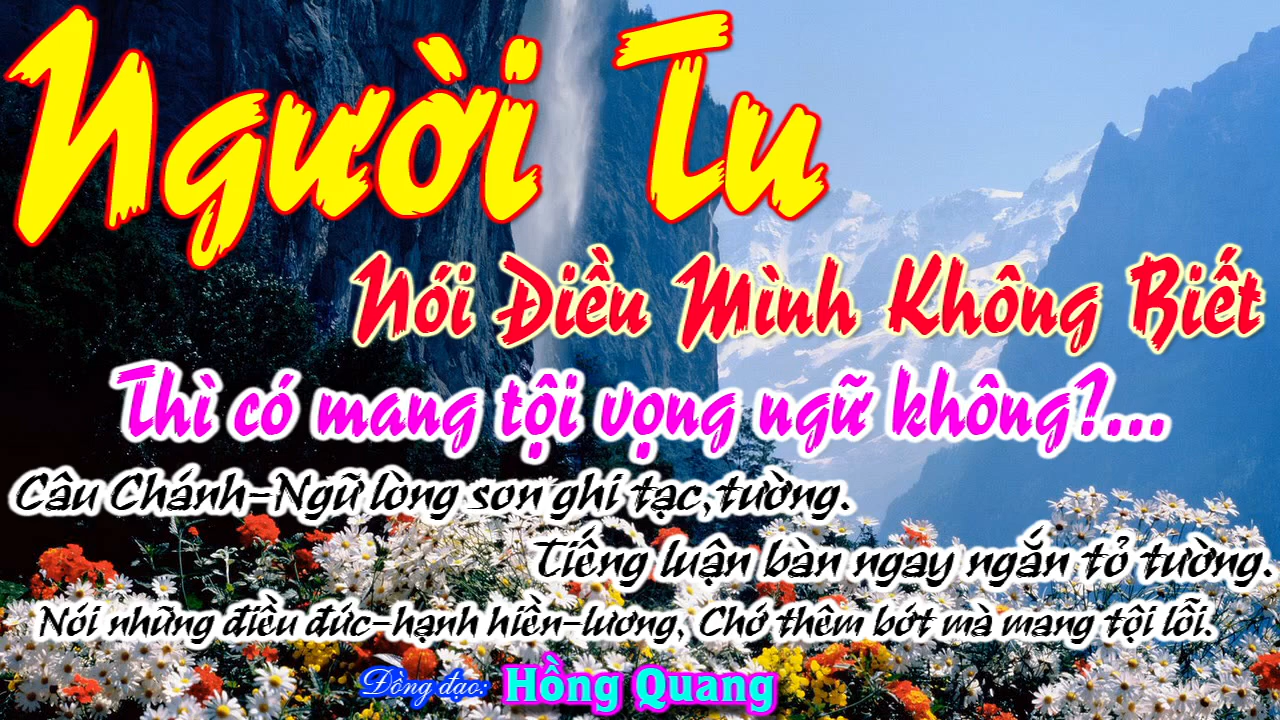 Người Tu
Nói Điều Mình Không Biết
Thì có mang tội vọng ngữ không?...
Câu Chánh-Ngữ lòng son ghi tạc,tường.
Tiếng luận bàn ngay ngắn tỏ tường.
Nói những điều đức-hạnh hiền-lương, Chớ thêm bớt mà mang tội lỗi.
Đồng đạo: Hồng Quang